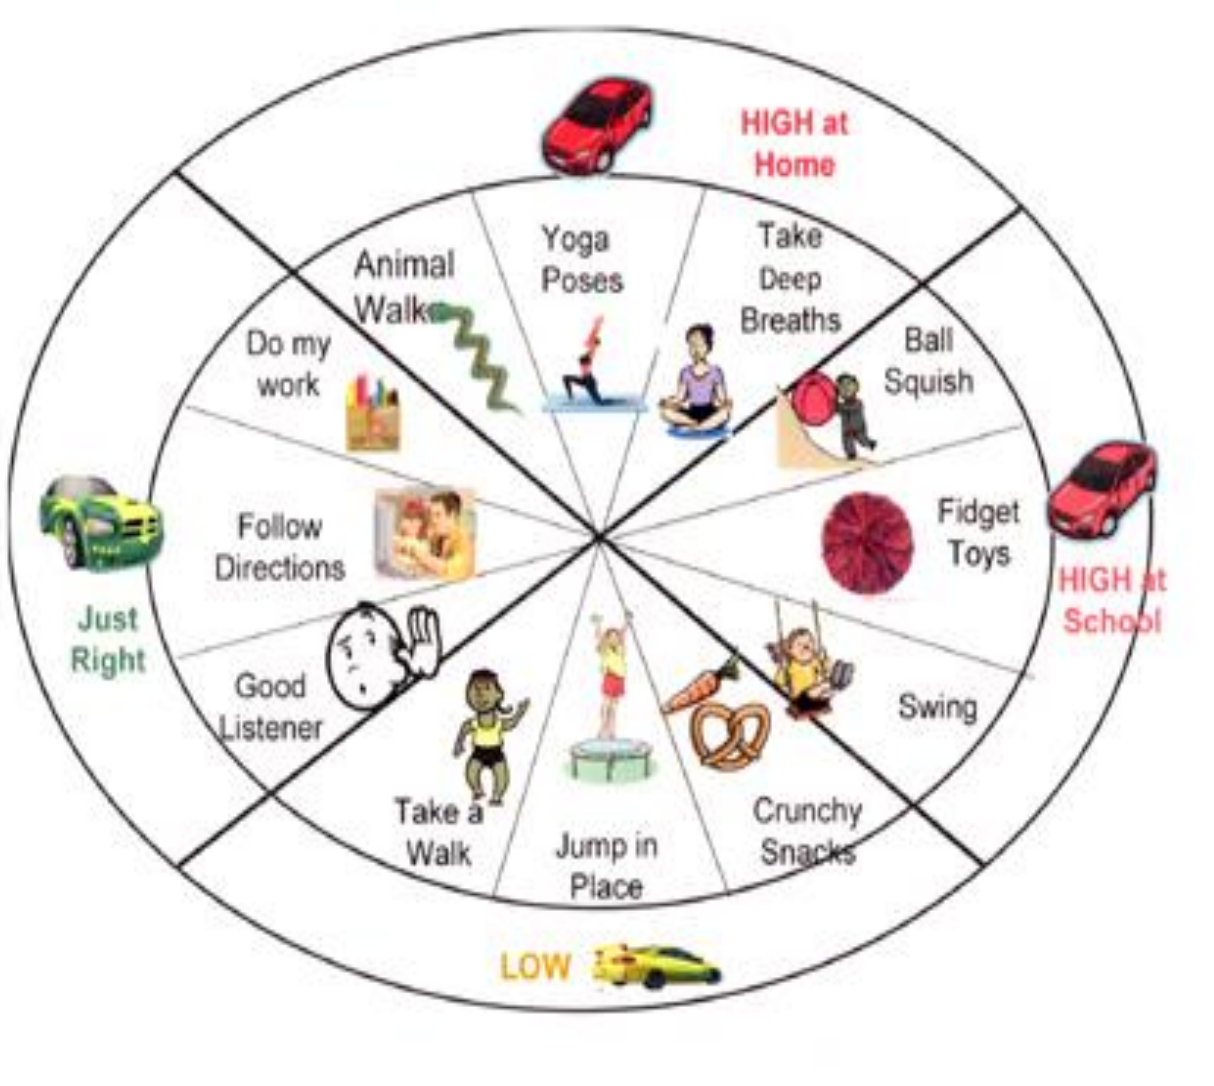 HIGH at
Home
Yoga
Poses
Take
Deep
Breaths
Animal
Walks
Ball
Squish
Do my
work
Fidget
Toys
HIGH at
School
Follow
Directions
Just
Right
Swing
Good
Listener
Crunchy
Snacks
Take a
Walk
Jump in
Place
LOW